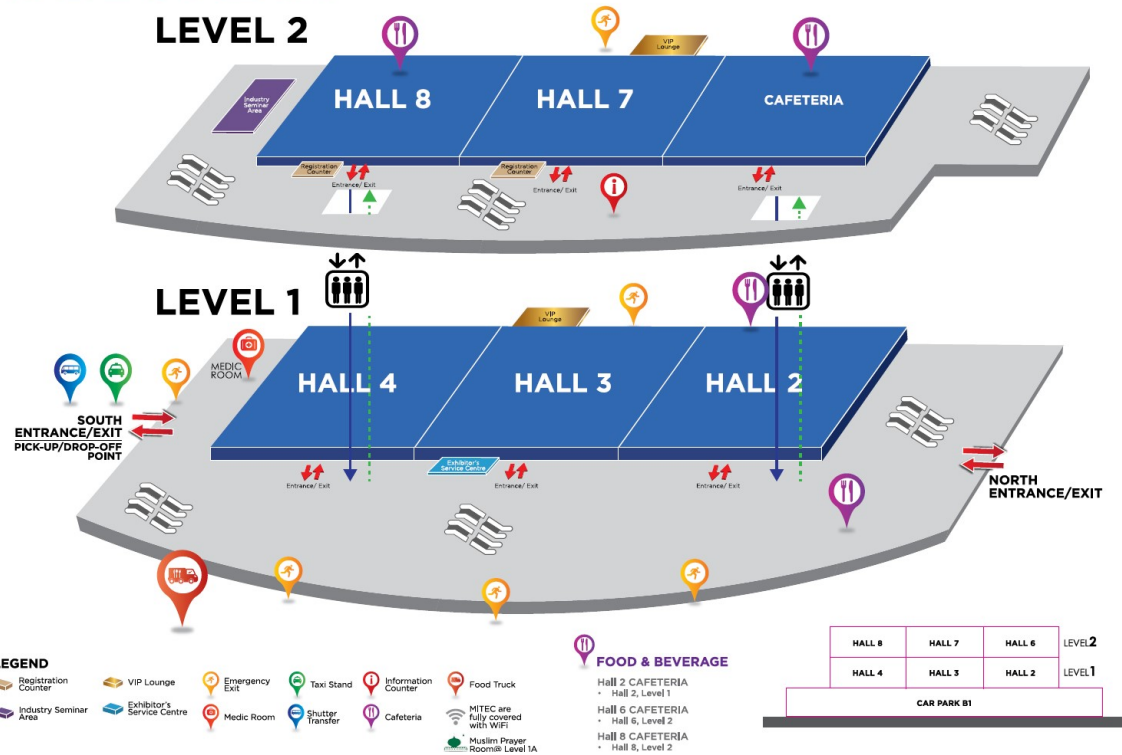 LEVEL 2
VIP
Lounge
Industry
Seminar
Area
HALL 8
HALL 7
CAFETERIA
Registration
Counter
Entrance/ Exit
Registration
Counter
Entrance/ Exit
i
Entrance/ Exit
LEVEL 1
VIP
Lounge
MEDIC
ROOM
HALL 4
HALL 3
HALL 2
SOUTH
ENTRANCE/EXIT
PICK-UP/DROP-OFF
POINT
Exhibitor's
Service Centre
Entrance/ Exit
Entrance/ Exit
Entrance/ Exit
NORTH
ENTRANCE/EXIT
LEGEND
Registration
Counter
VIP Lounge
Emergency
Exit
Taxi Stand
Information
Counter
Food Truck
Industry Seminar
Area
Exhibitor's
Service Centre
Medic Room
Shuttle
Transfer
Cafeteria
MITEC are
fully covered
with WiFi
Muslim Prayer
Room@ Level 1A
FOOD & BEVERAGE
Hall 2 CAFETERIA
• Hall 2, Level 1
Hall 6 CAFETERIA
• Hall 6, Level 2
Hall 8 CAFETERIA
• Hall 8, Level 2
HALL 8 HALL 7 HALL 6 LEVEL2
HALL 4 HALL 3 HALL 2 LEVEL1
CAR PARK B1